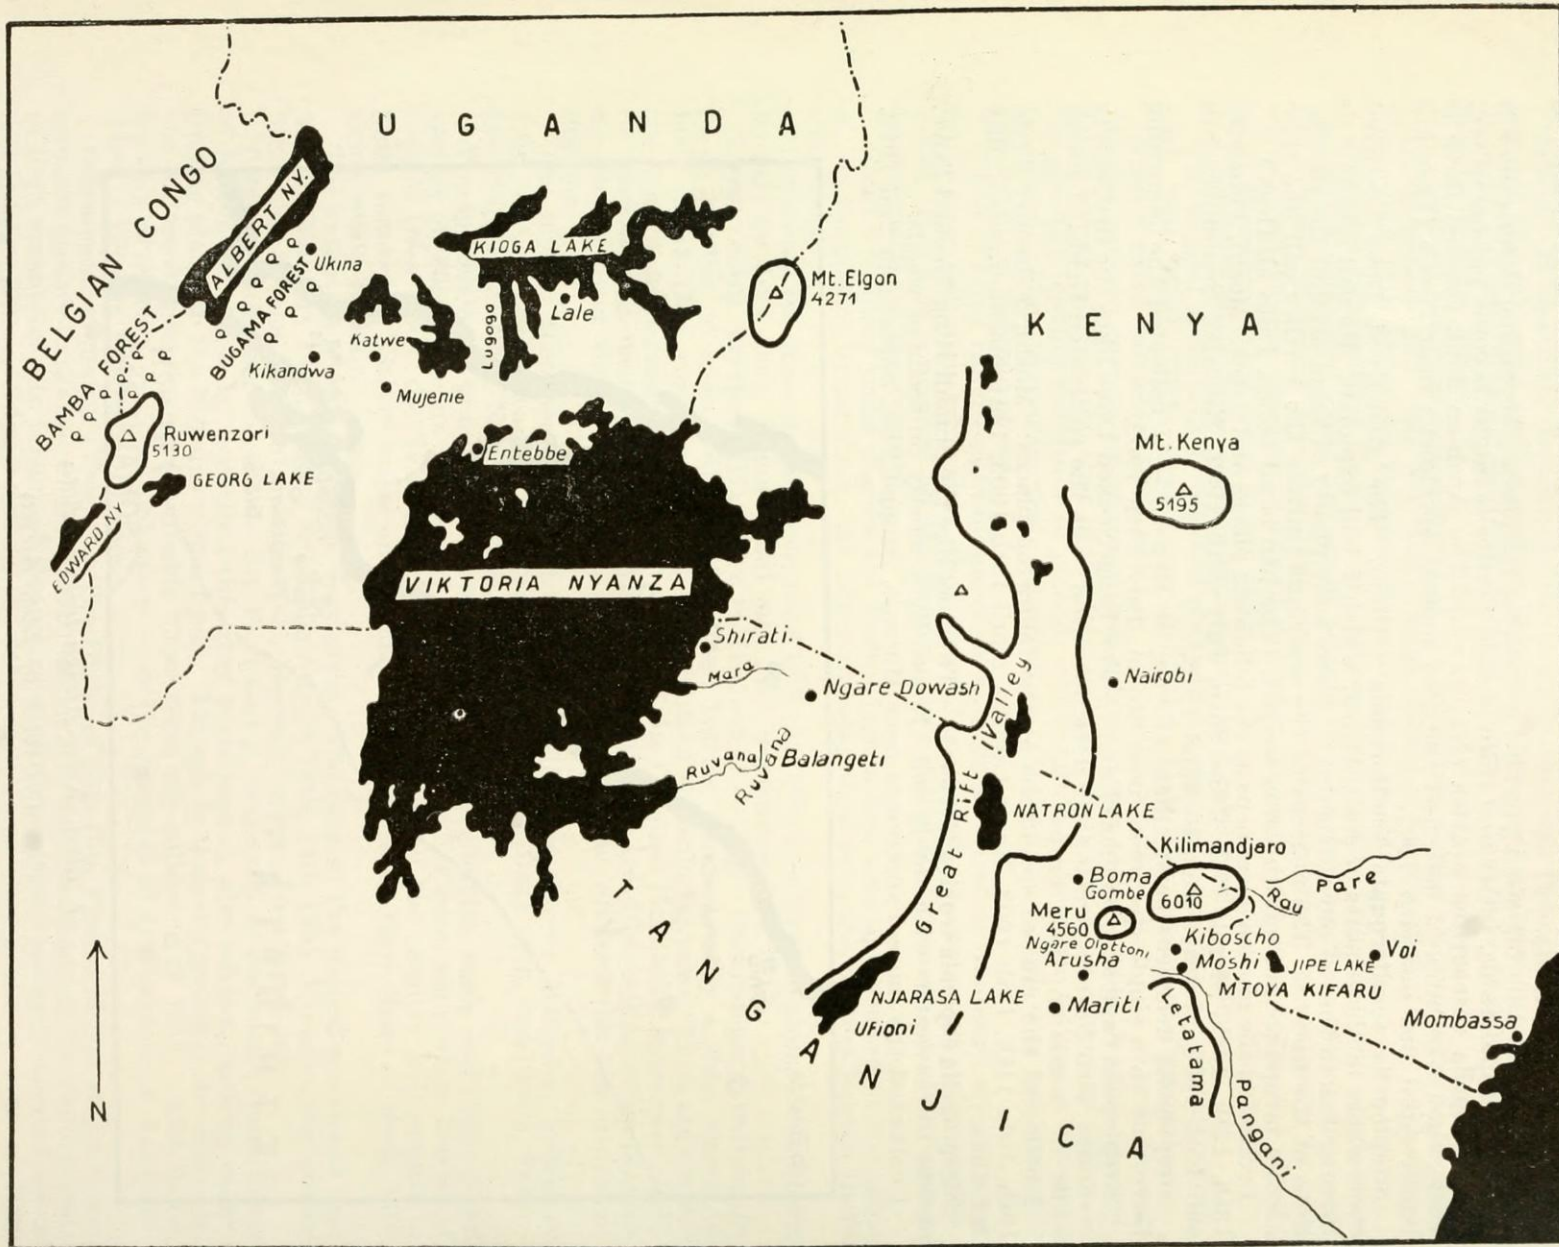 UGANDA
BELGIAN CONGO
ALBERT NY.
KIOGA LAKE
Ukina
BUGAMA FOREST
Mt. Elgon
4271
Lale
Lugogo
KENYA
BAMBA FOREST
Katwe
Kikandwa
Mujenie
Ruwenzori
5130
Mt. Kenya
5195
Entebbe
GEORG LAKE
EDWARD NY
VIKTORIA NYANZA
Shirati
Mara
Ngare Dowash
Nairobi
Great Rift Valley
Ruvana
Ruvana
Balangeti
NATRON LAKE
Kilimandjaro
6010
Boma
Gombe
Pare
Rau
Meru
4560
Ngare Olottoni
Arusha
Kiboscho
Moshi
JIPE LAKE
Voi
MTOYA KIFARU
TANGANJICA
NJARASA LAKE
Ufioni
Mariti
Letatama
Pangani
Mombassa
N